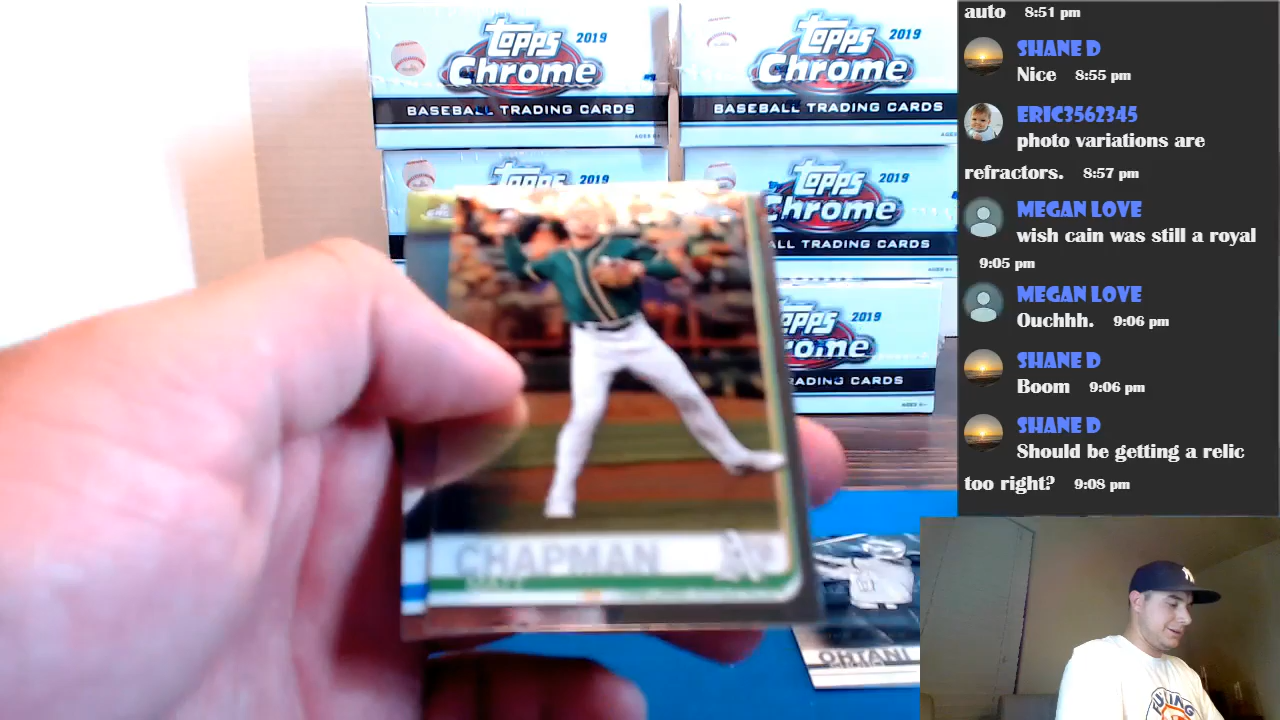 Topps
2019
Chrome
BASEBALL TRADING CARDS
Topps
2019
Chrome
BASEBALL TRADING CARDS
Topps
2019
Topps
2019
Chrome
ALL TRADING CARDS
2019
RADING CARDS
CHAPMAN
MATT
OHTANI
auto 8:51 pm
SHANE D
Nice 8:55 pm
ERIC3562345
photo variations are
refractors. 8:57 pm
MEGAN LOVE
wish cain was still a royal
9:05 pm
MEGAN LOVE
Ouchhh. 9:06 pm
SHANE D
Boom 9:06 pm
SHANE D
Should be getting a relic
too right? 9:08 pm